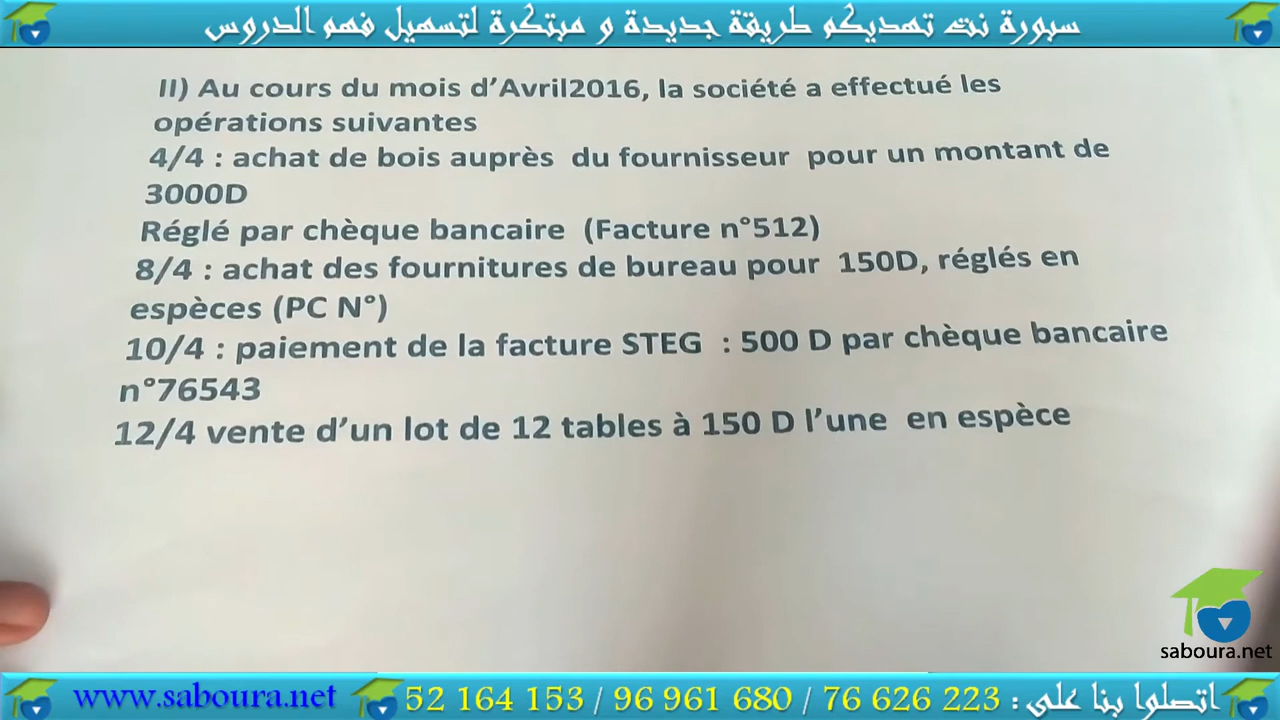 سبورة نت تهديكم طريقة جديدة و مبتكرة لتسهيل فهم الدروس
II) Au cours du mois d’Avril2016, la société a effectué les
opérations suivantes
4/4 : achat de bois auprès du fournisseur pour un montant de
3000D
Réglé par chèque bancaire (Facture n°512)
8/4 : achat des fournitures de bureau pour 150D, réglés en
espèces (PC N°)
10/4 : paiement de la facture STEG : 500 D par chèque bancaire
n°76543
12/4 vente d’un lot de 12 tables à 150 D l’une en espèce
saboura.net
www.saboura.net
اتصلوا بنا على : 52 164 153 / 96 961 680 / 76 626 223